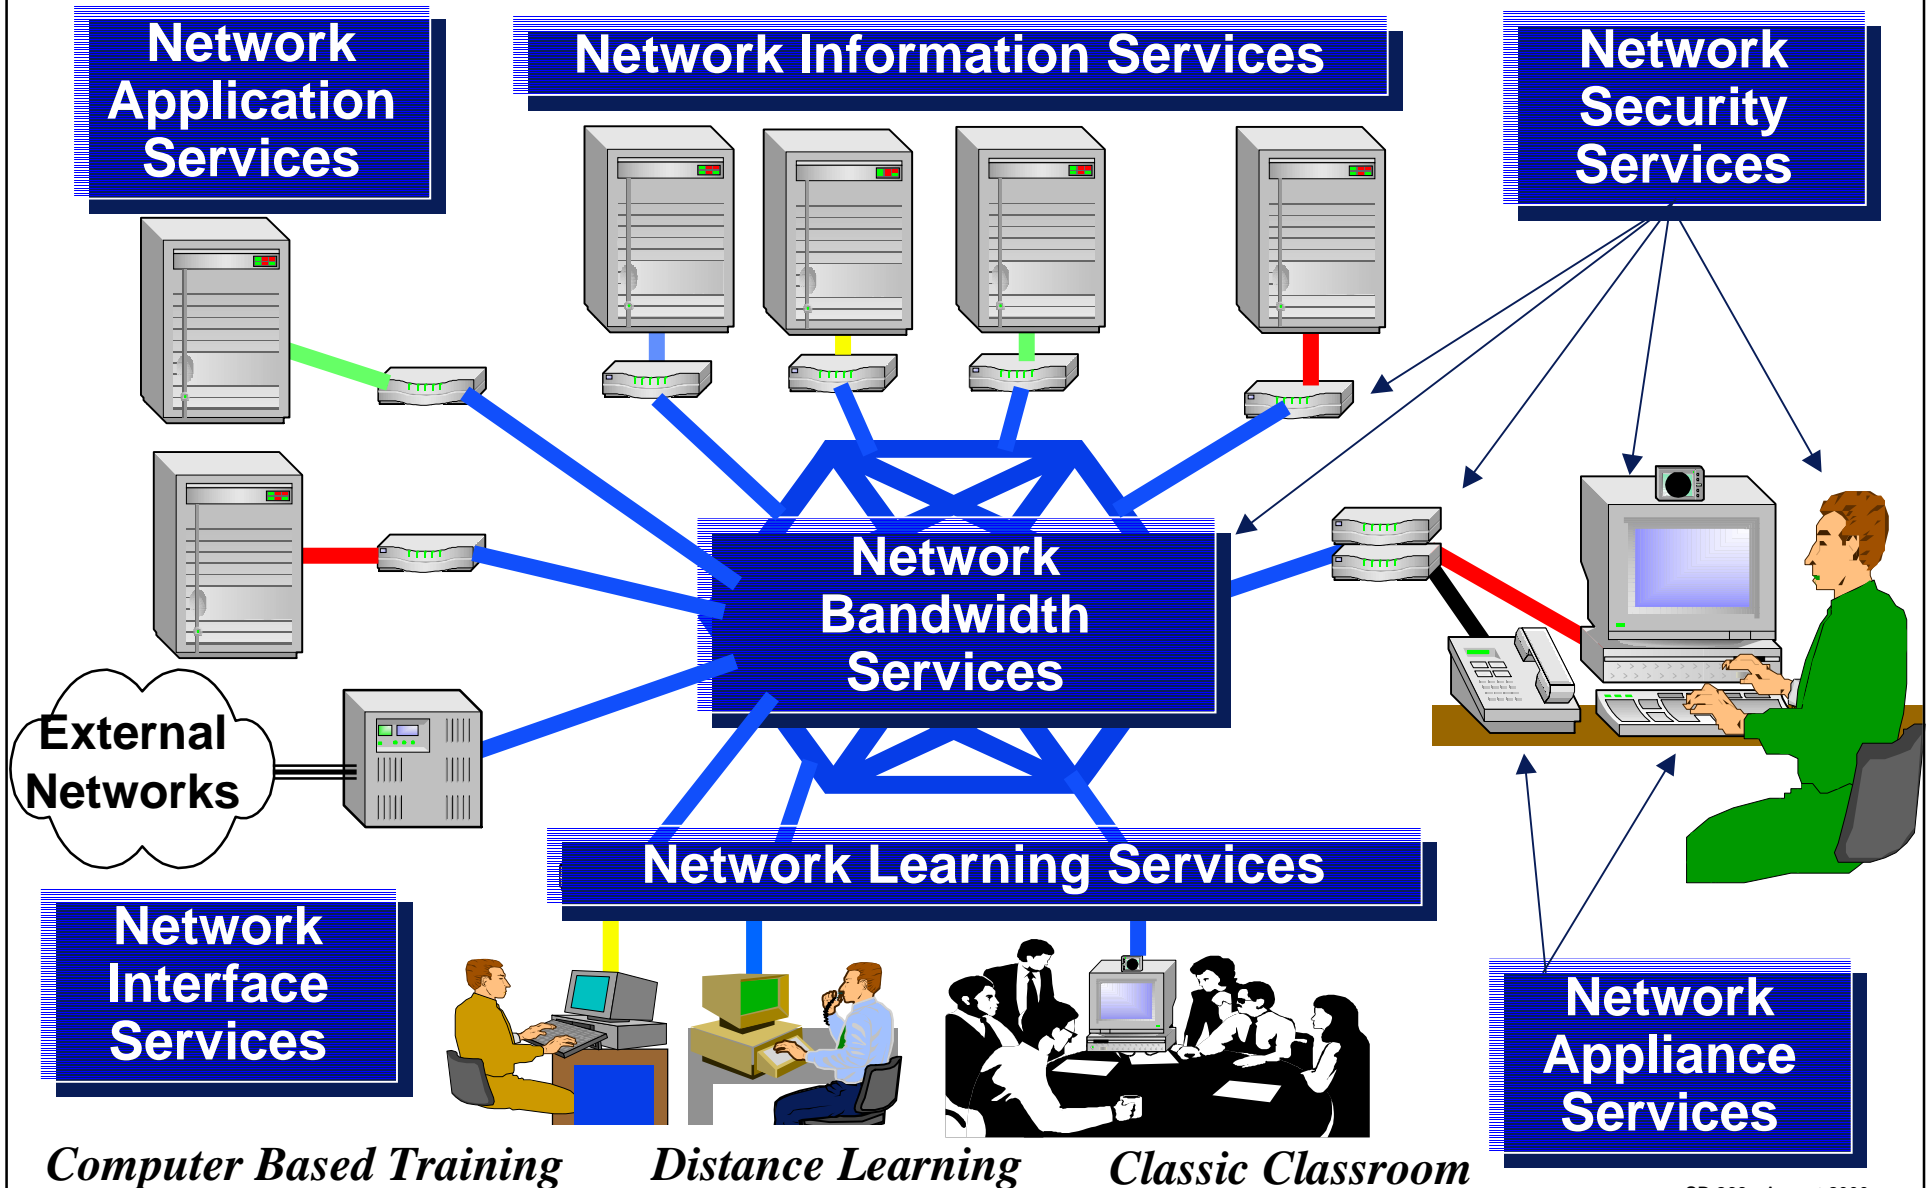 Network
Application
Services
Network Information Services
Network
Security
Services
Network
Bandwidth
Services
External
Networks
Network Learning Services
Network
Interface
Services
Network
Appliance
Services
Computer Based Training
Distance Learning
Classic Classroom